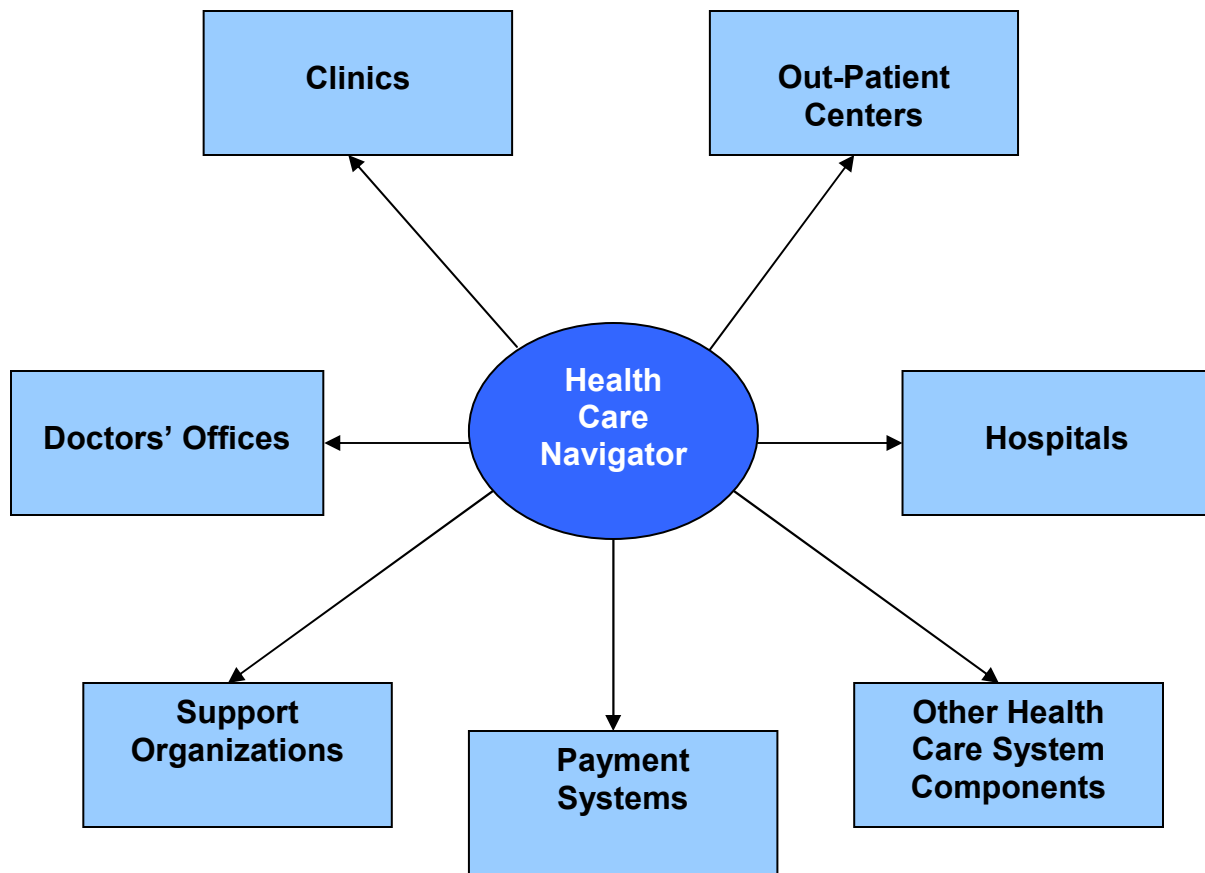 Clinics
Out-Patient
Centers
Health
Care
Navigator
Doctors’ Offices
Hospitals
Support
Organizations
Payment
Systems
Other Health
Care System
Components